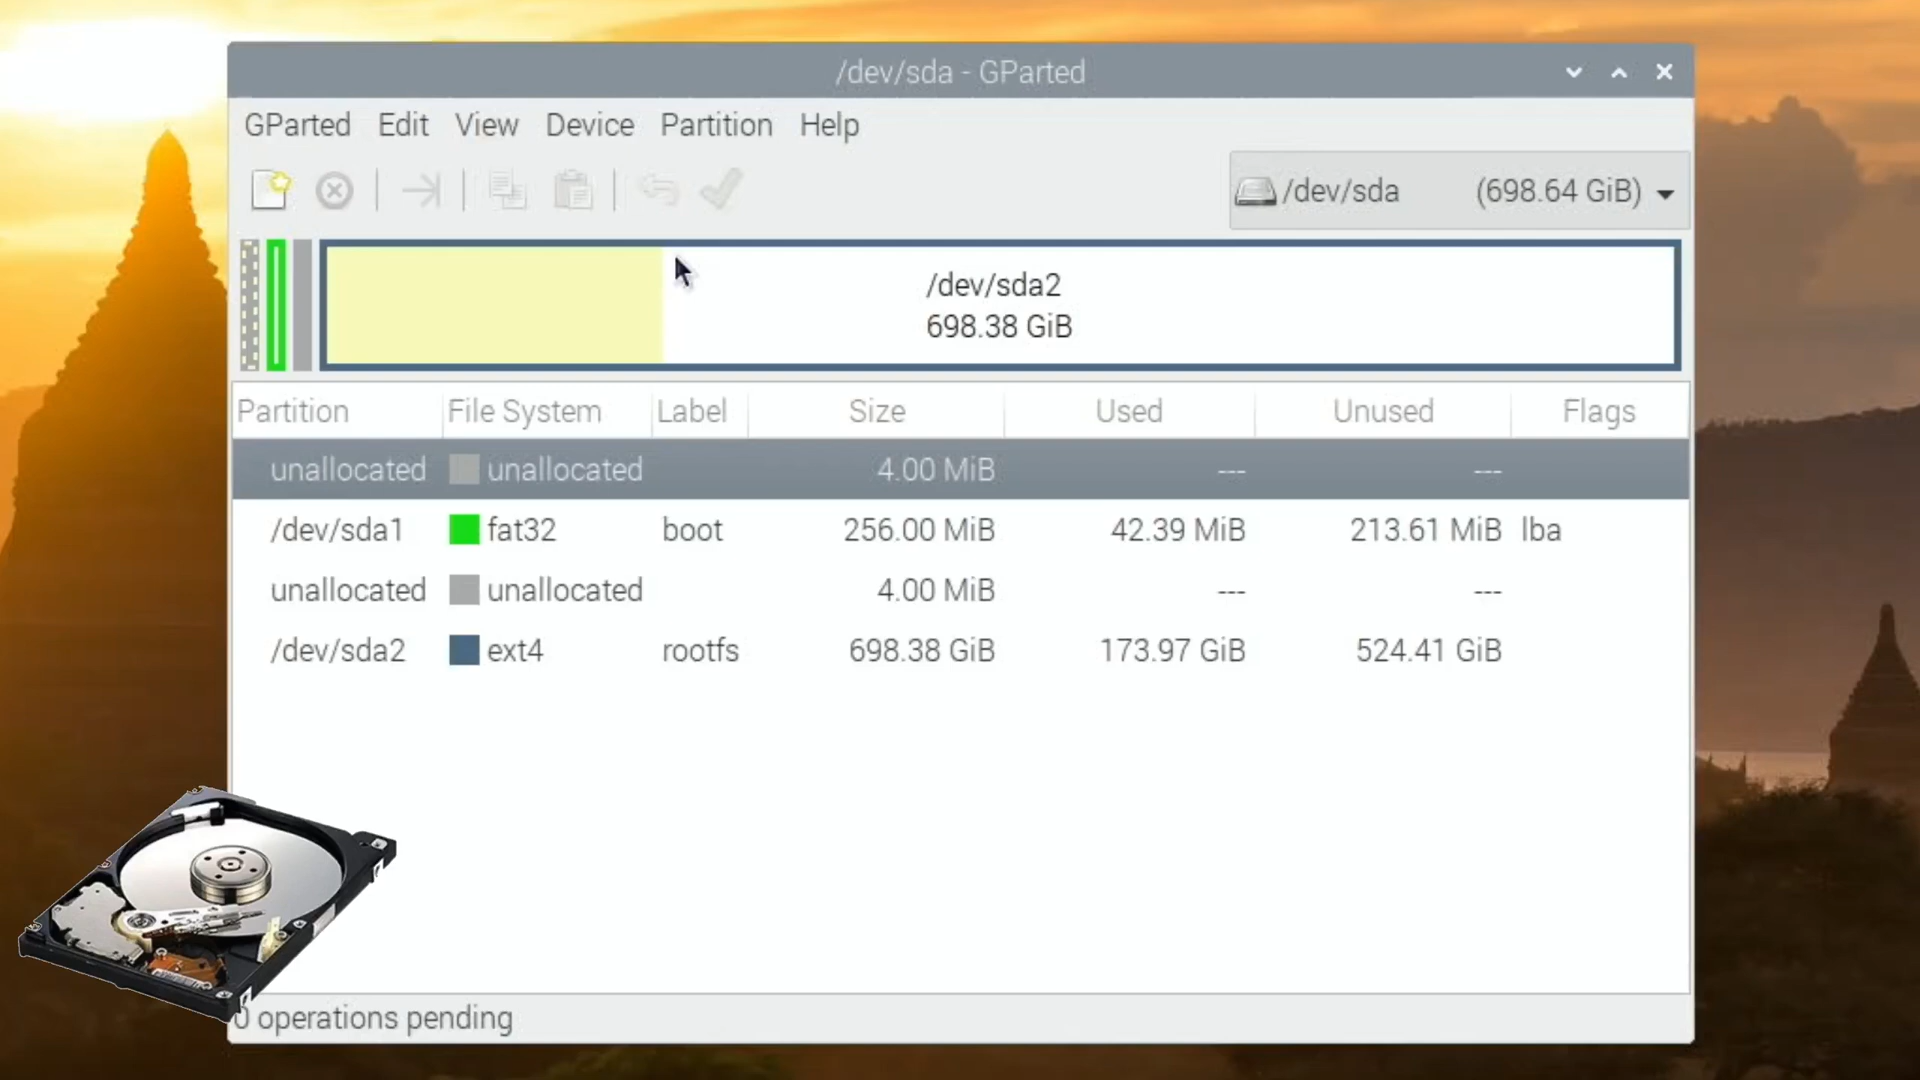 /dev/sda - GParted
GParted Edit View Device Partition Help
/dev/sda (698.64 GiB)
/dev/sda2
698.38 GiB
Partition File System Label Size Used Unused Flags
unallocated unallocated 4.00 MiB --- ---
/dev/sda1 fat32 boot 256.00 MiB 42.39 MiB 213.61 MiB lba
unallocated unallocated 4.00 MiB --- ---
/dev/sda2 ext4 rootfs 698.38 GiB 173.97 GiB 524.41 GiB
0 operations pending